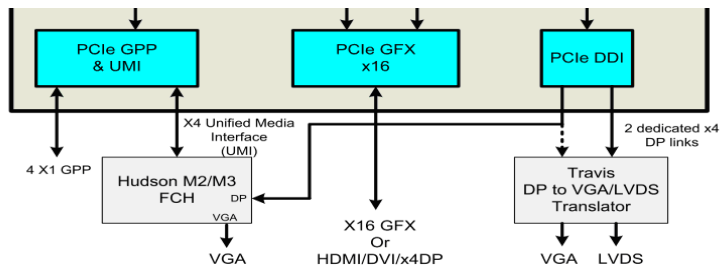 PCIe GPP
& UMI
PCIe GFX
x16
PCIe DDI
X4 Unified Media
Interface
(UMI)
2 dedicated x4
DP links
4 X1 GPP
Hudson M2/M3
FCH
DP
VGA
Travis
DP to VGA/LVDS
Translator
X16 GFX
Or
HDMI/DVI/x4DP
VGA
VGA
LVDS